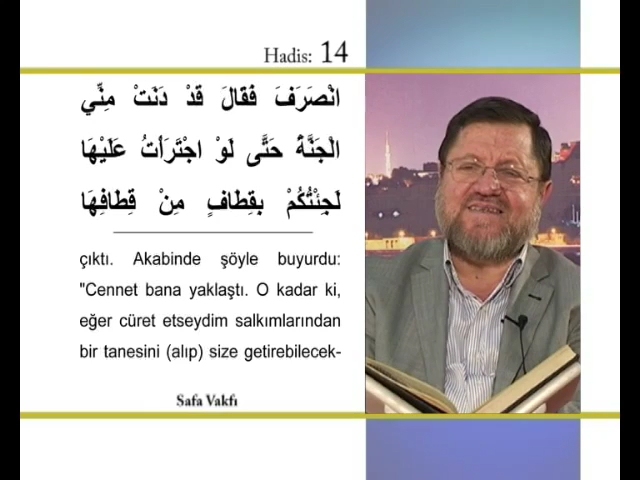 Hadis: 14
انْصَرَفَ فَقَالَ قَدْ دَنَتْ مِنِّي
الْجَنَّةُ حَتَّى لَوْ اجْتَرَأْتُ عَلَيْهَا
لَجِئْتُكُمْ بِقِطَافٍ مِنْ قِطَافِهَا
çıktı. Akabinde şöyle buyurdu:
"Cennet bana yaklaştı. O kadar ki,
eğer cüret etseydim salkımlarından
bir tanesini (alıp) size getirebilecek-
Safa Vakfı